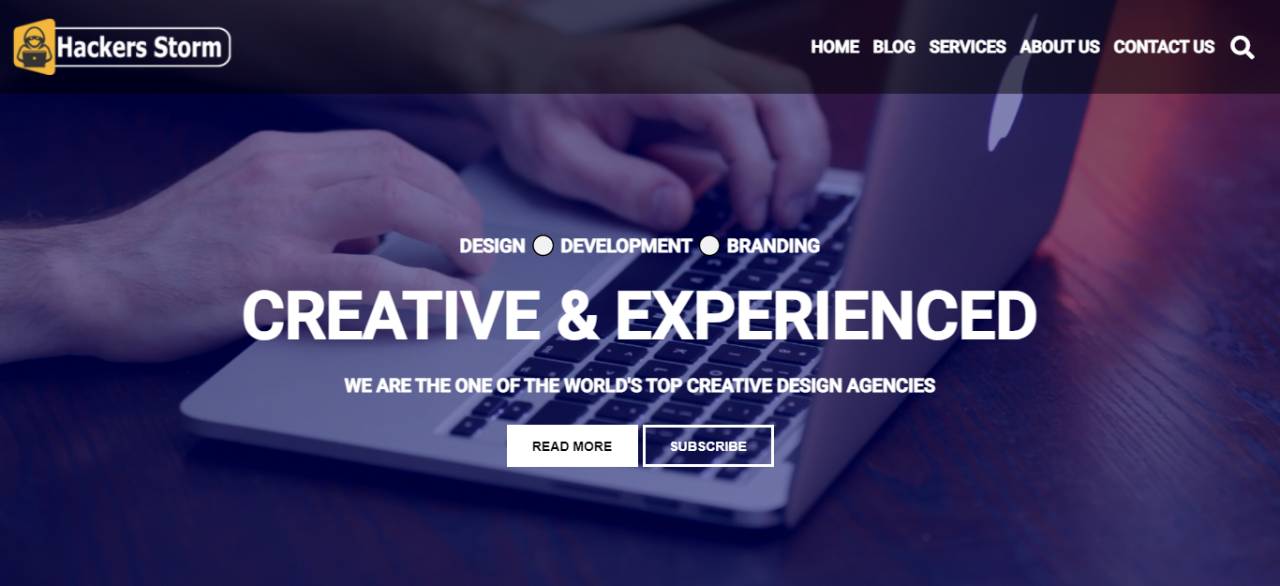 Hackers Storm
HOME BLOG SERVICES ABOUT US CONTACT US
DESIGN DEVELOPMENT BRANDING
CREATIVE & EXPERIENCED
WE ARE THE ONE OF THE WORLD'S TOP CREATIVE DESIGN AGENCIES
READ MORE SUBSCRIBE